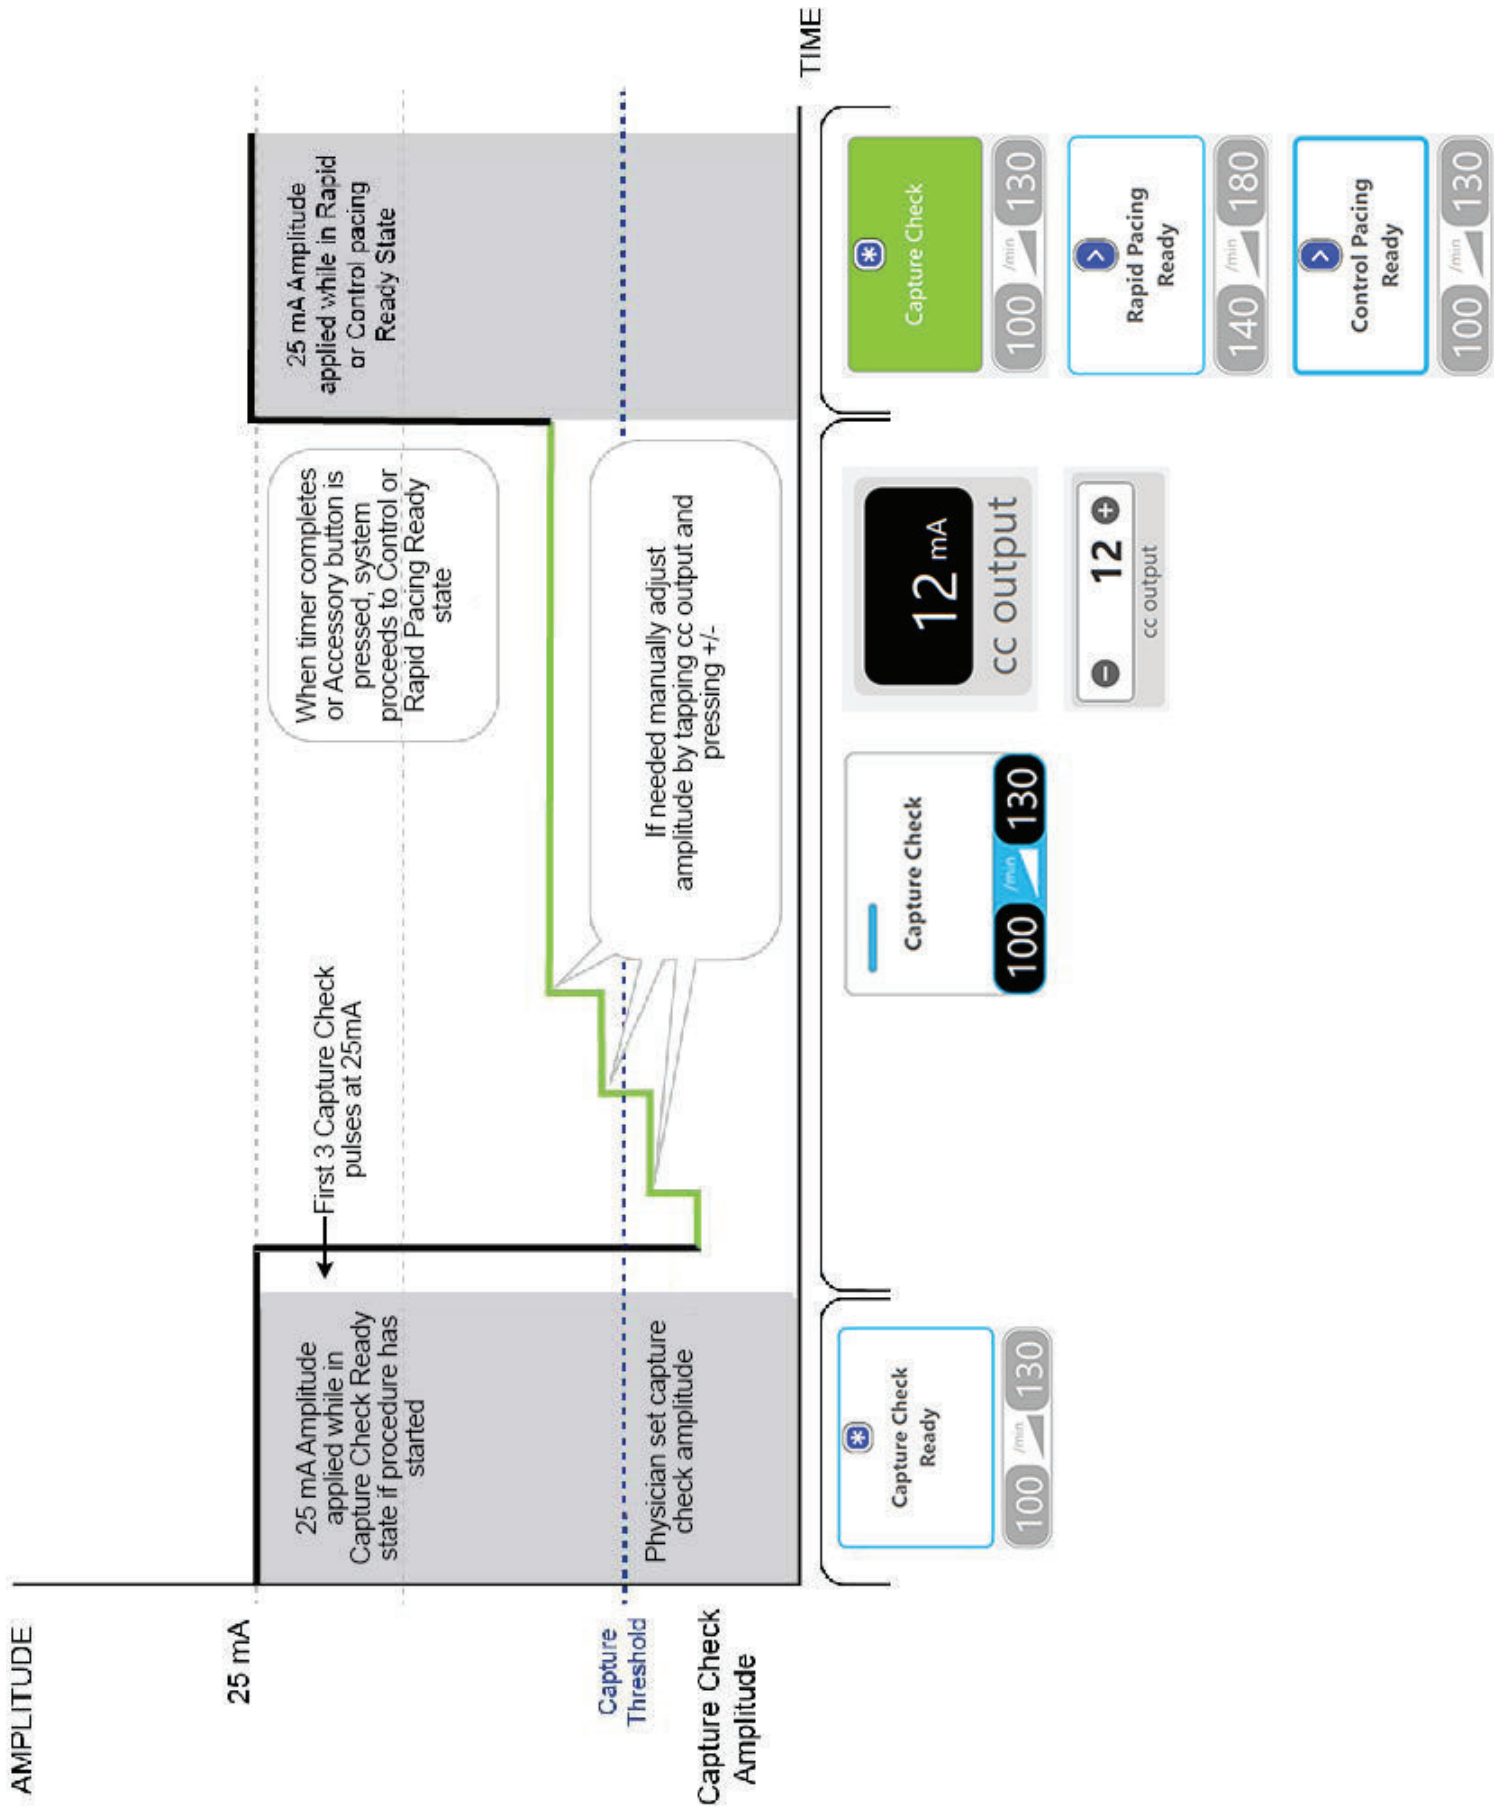 AMPLITUDE
25 mA
Capture
Threshold
Capture Check
Amplitude
25 mA Amplitude
applied while in
Capture Check Ready
state if procedure has
started
Physician set capture
check amplitude
First 3 Capture Check
pulses at 25mA
When timer completes
or Accessory button is
pressed, system
proceeds to Control or
Rapid Pacing Ready
state
If needed manually adjust
amplitude by tapping cc output and
pressing +/-
25 mA Amplitude
applied while in Rapid
or Control pacing
Ready State
TIME
Capture Check
Ready
100 /min 130
Capture Check
100 /min 130
12 mA
cc output
12
cc output
Capture Check
100 /min 130
Rapid Pacing
Ready
140 /min 180
Control Pacing
Ready
100 /min 130